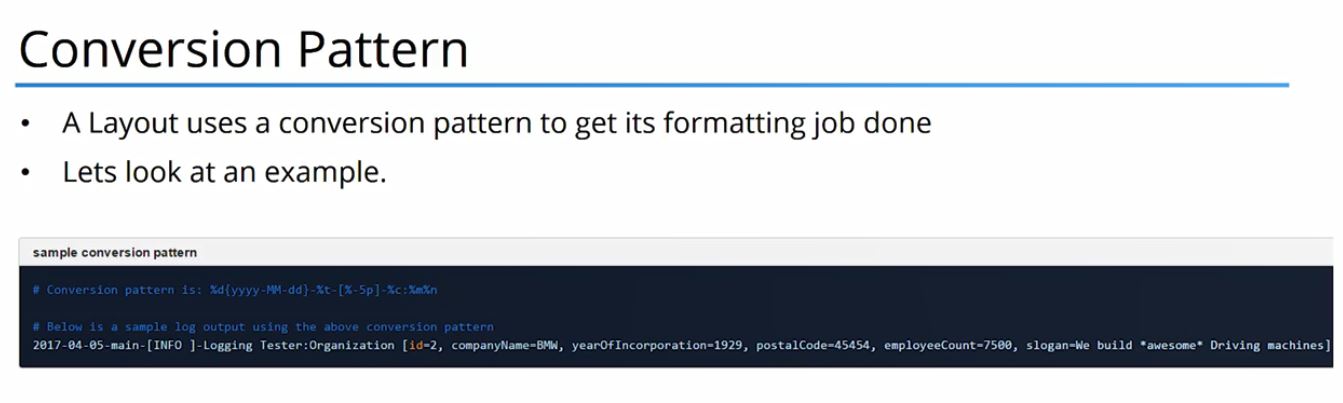 Conversion Pattern
• A Layout uses a conversion pattern to get its formatting job done
• Lets look at an example.
sample conversion pattern
# Conversion pattern is: %d{yyyy-MM-dd}-%t-[%-5p]-%c:%m%n
# Below is a sample log output using the above conversion pattern
2017-04-05-main-[INFO ]-Logging Tester:Organization [id=2, companyName=BMW, yearOfIncorporation=1929, postalCode=45454, employeeCount=7500, slogan=We build *awesome* Driving machines]